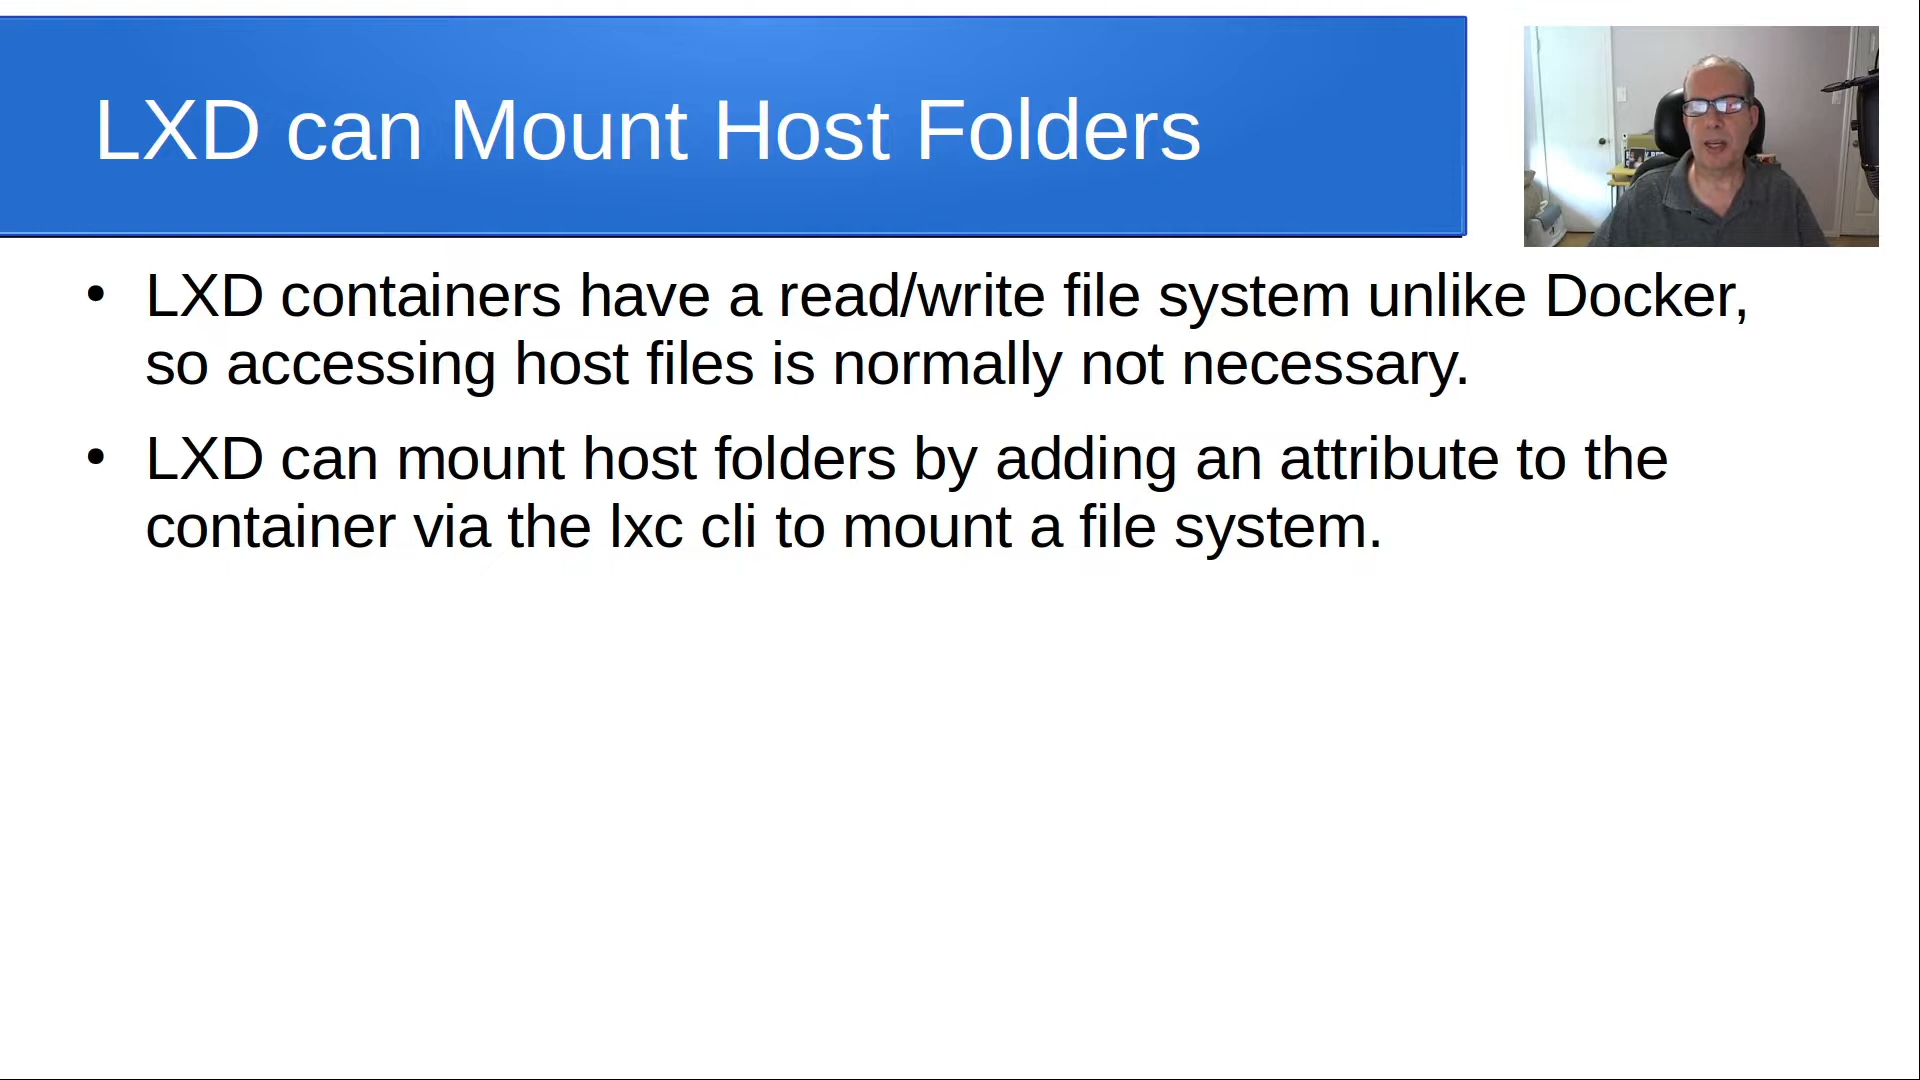 LXD can Mount Host Folders
• LXD containers have a read/write file system unlike Docker,
so accessing host files is normally not necessary.
• LXD can mount host folders by adding an attribute to the
container via the lxc cli to mount a file system.